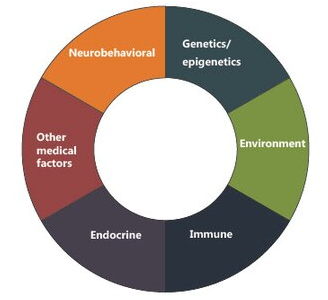 Neurobehavioral
Genetics/
epigenetics
Environment
Immune
Endocrine
Other
medical
factors